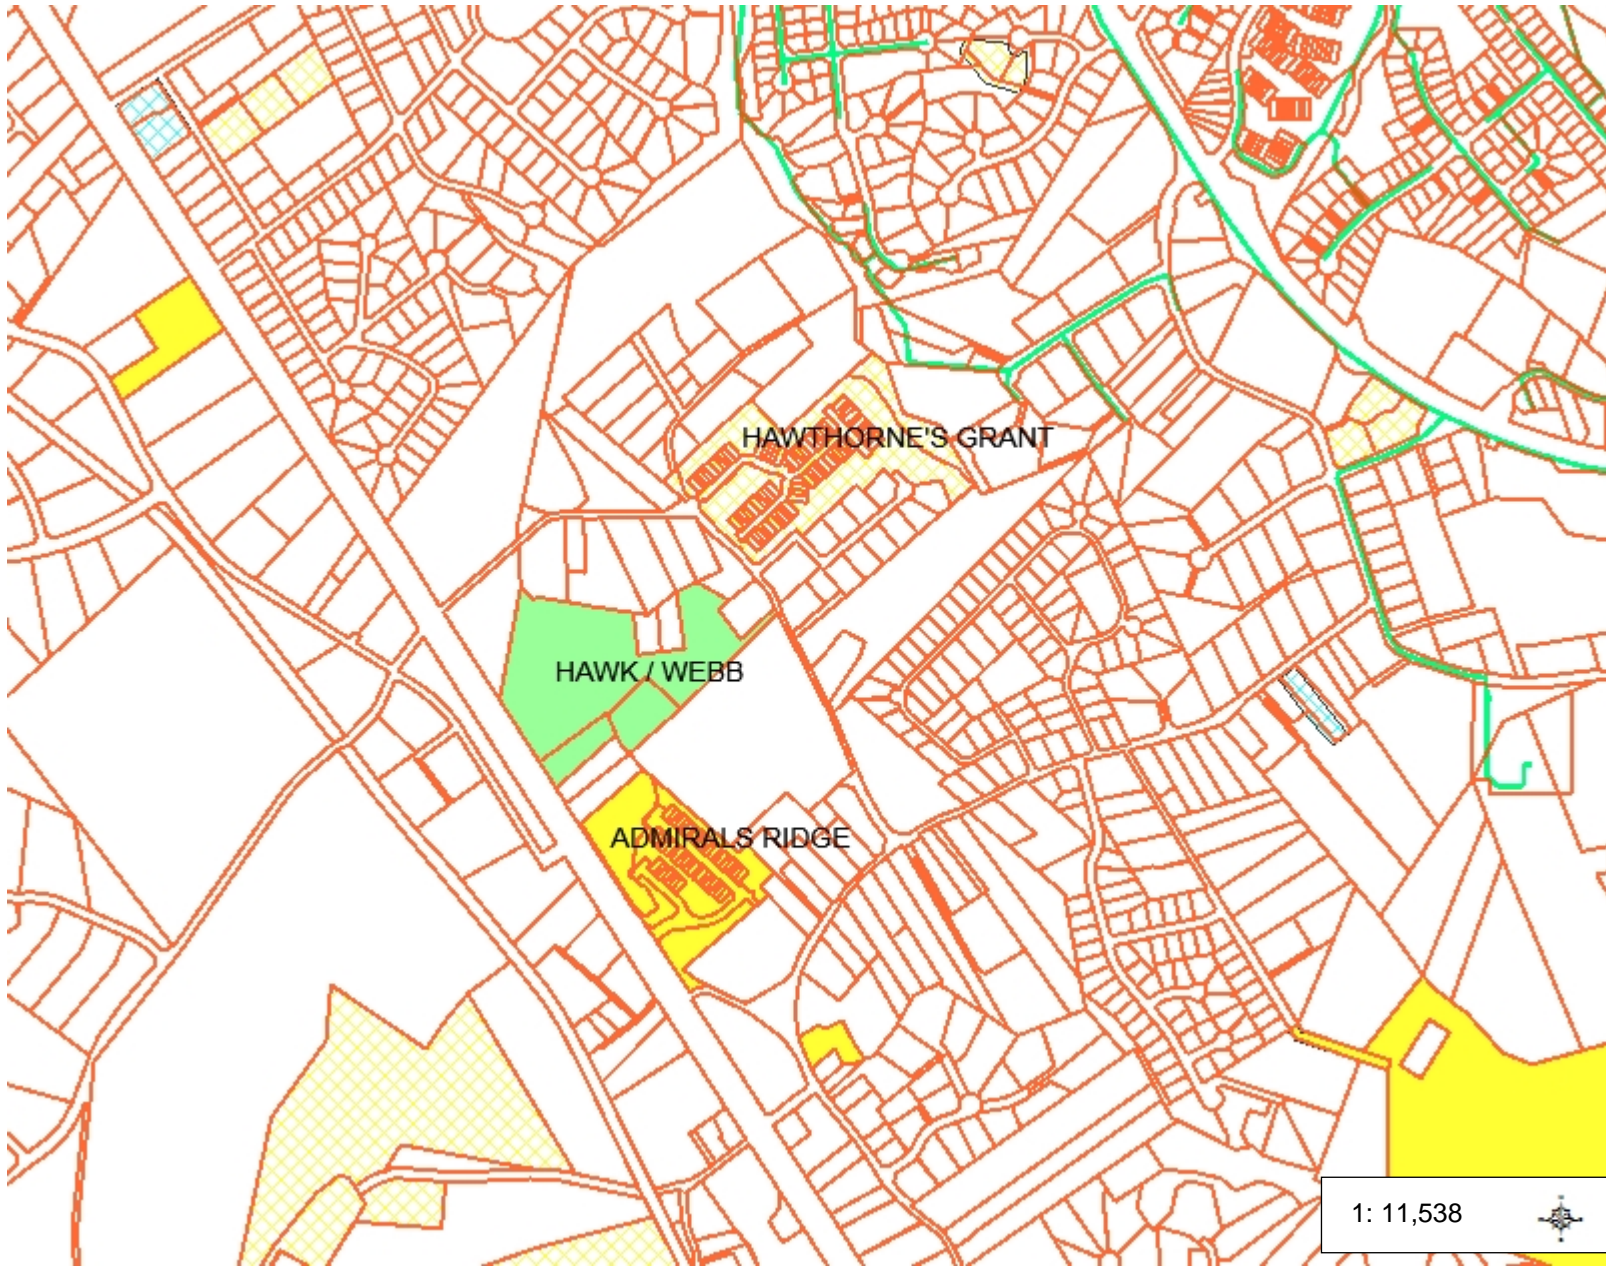 HAWTHORNE'S GRANT
HAWK / WEBB
ADMIRALS RIDGE
1: 11,538